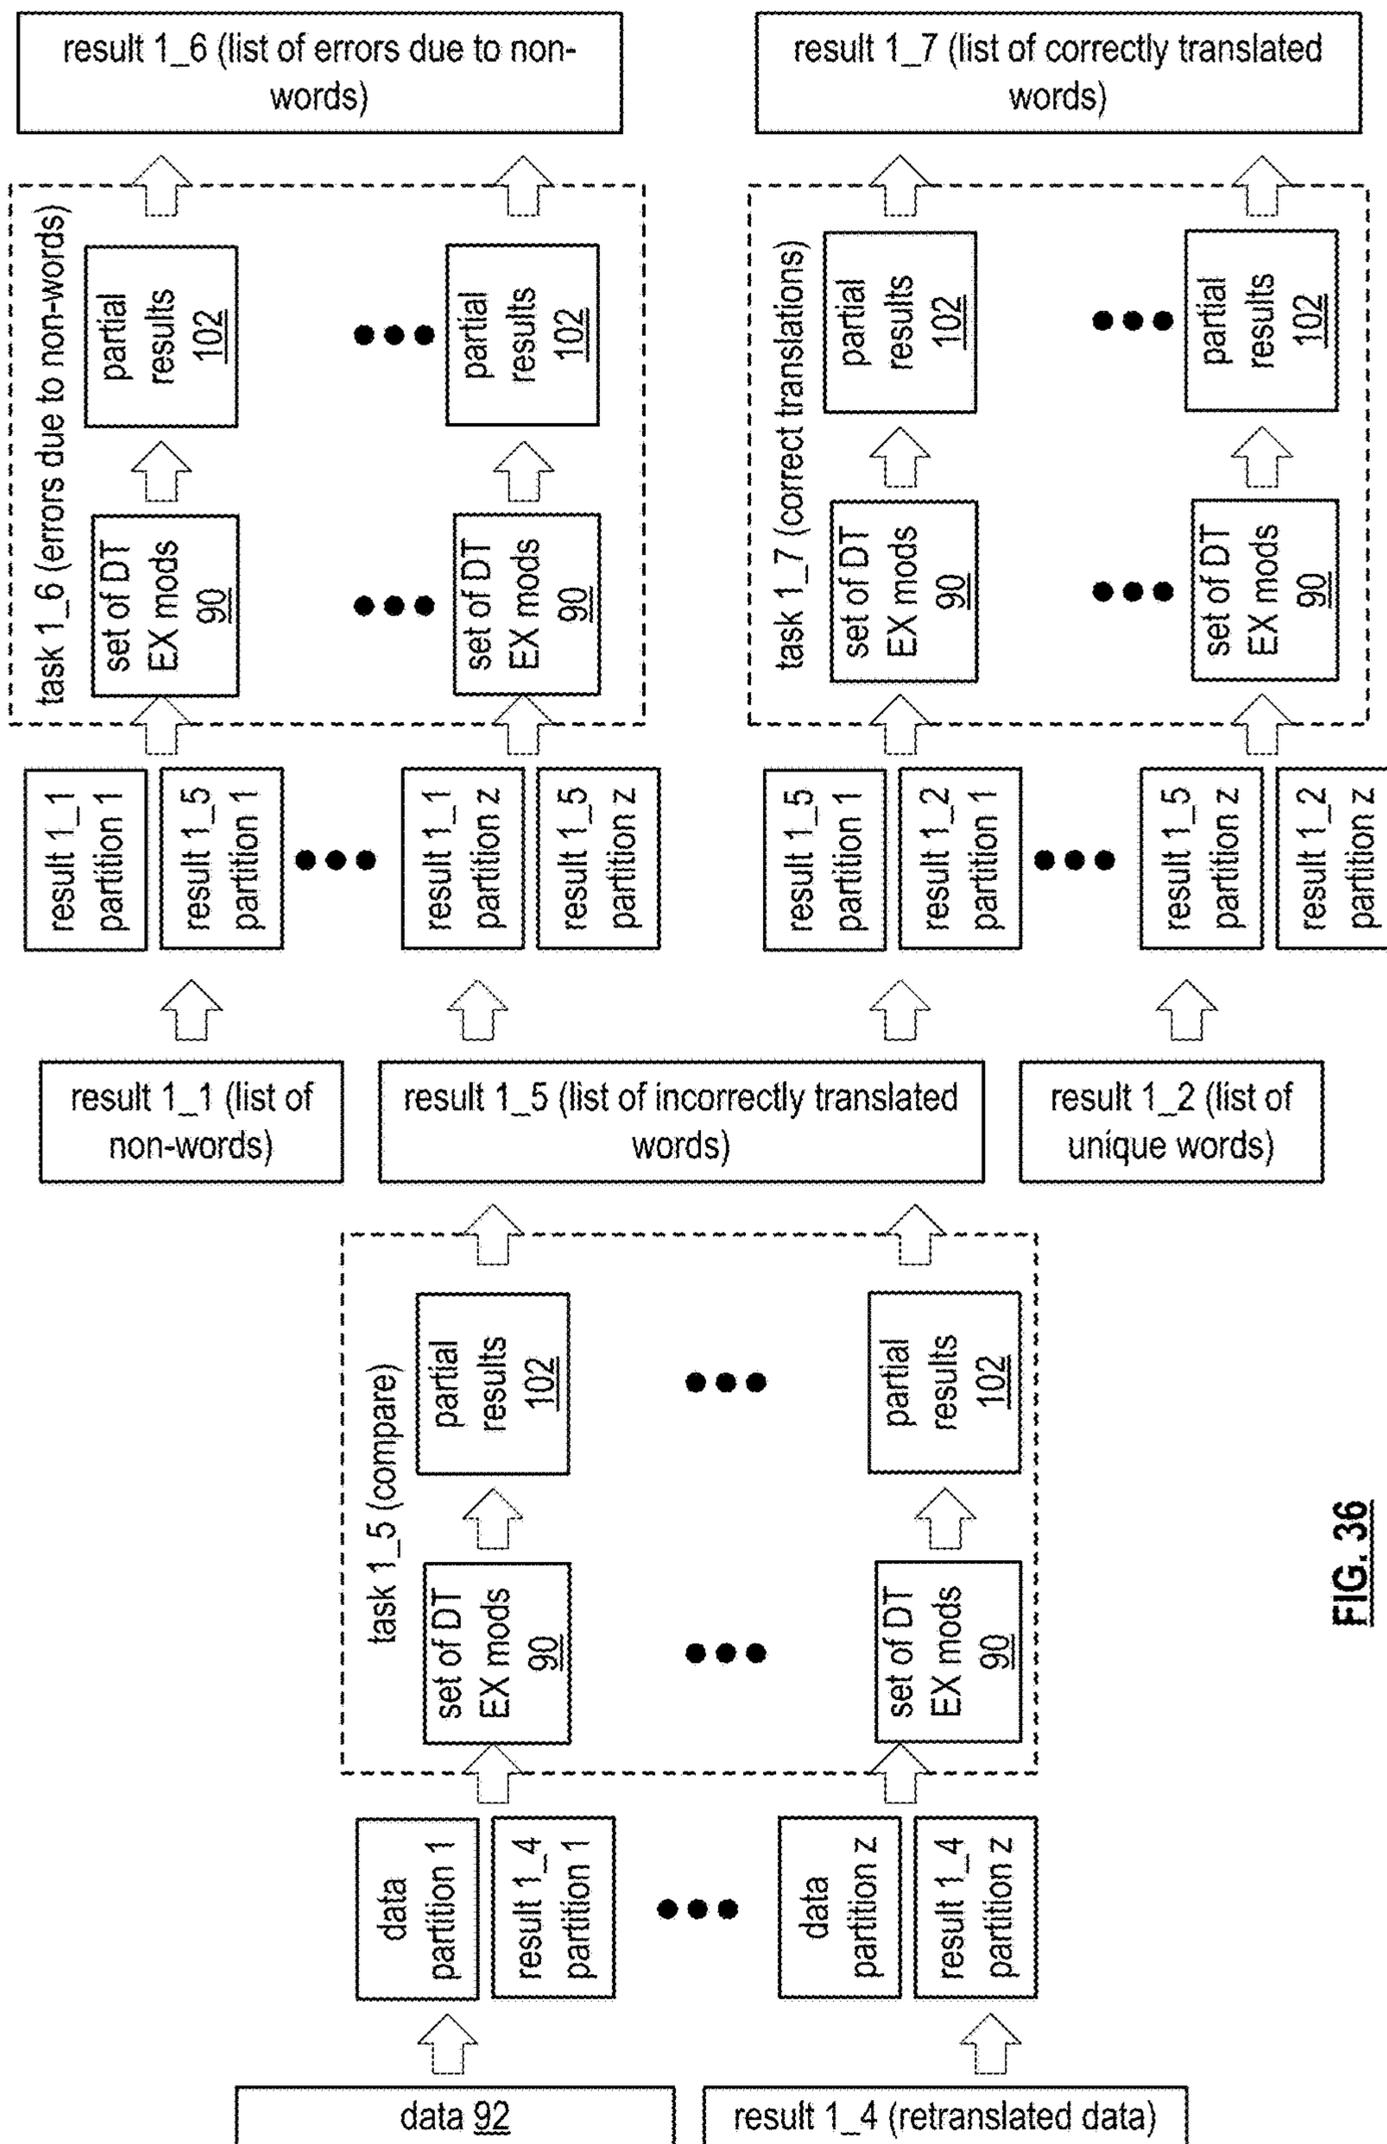 result 1_6 (list of errors due to non-
words)
result 1_7 (list of correctly translated
words)
task 1_6 (errors due to non-words)
partial
results
102
partial
results
102
set of DT
EX mods
90
set of DT
EX mods
90
task 1_7 (correct translations)
partial
results
102
partial
results
102
set of DT
EX mods
90
set of DT
EX mods
90
result 1_1
partition 1
result 1_5
partition 1
result 1_1
partition z
result 1_5
partition z
result 1_5
partition 1
result 1_2
partition 1
result 1_5
partition z
result 1_2
partition z
result 1_1 (list of
non-words)
result 1_5 (list of incorrectly translated
words)
result 1_2 (list of
unique words)
task 1_5 (compare)
partial
results
102
partial
results
102
set of DT
EX mods
90
set of DT
EX mods
90
data
partition 1
result 1_4
partition 1
data
partition z
result 1_4
partition z
data 92
result 1_4 (retranslated data)
FIG. 36